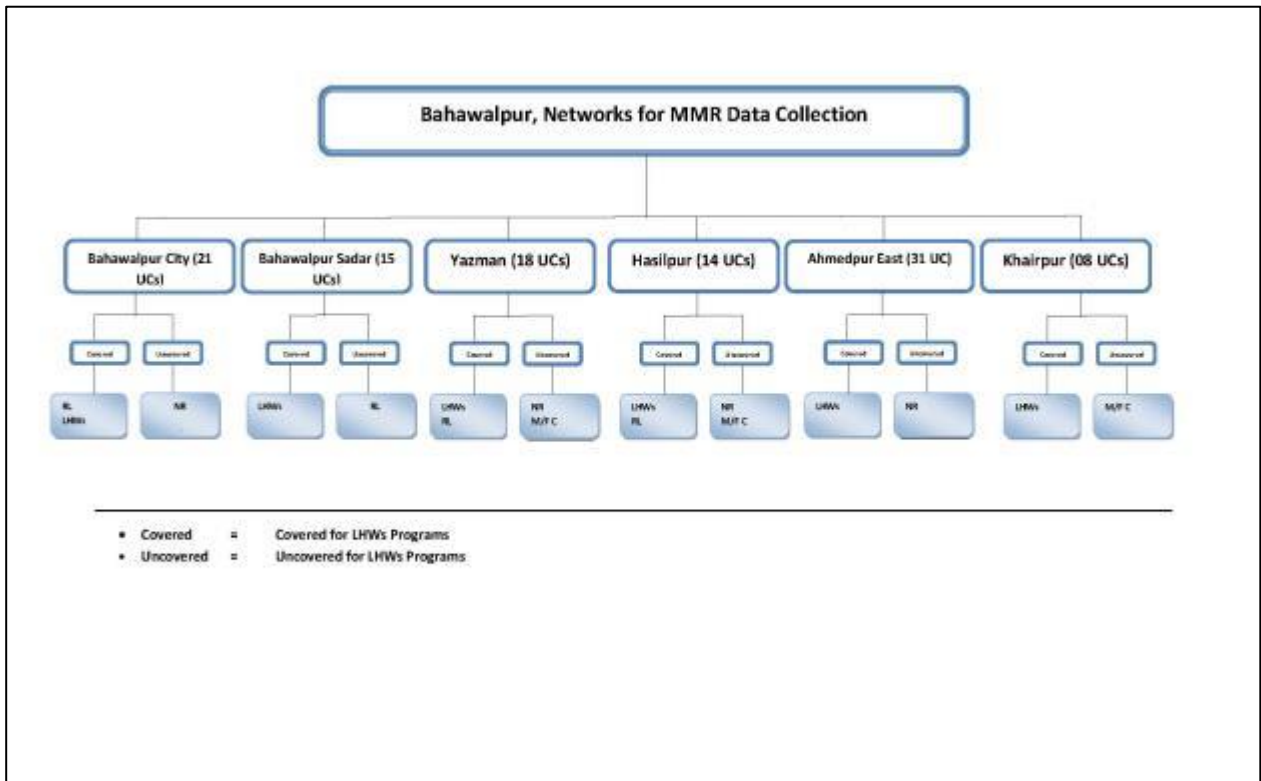 Bahawalpur, Networks for MMR Data Collection
Bahawalpur City (21
UCs)
Bahawalpur Sadar (15
UCs)
Yazman (18 UCs)
Hasilpur (14 UCs)
Ahmedpur East (31 UC)
Khairpur (08 UCs)
Covered
Uncovered
Covered
Uncovered
Covered
Uncovered
Covered
Uncovered
Covered
Uncovered
Covered
Uncovered
RL
LHWs
NR
LHWs
RL
LHWs
RL
NR
M/F C
LHWs
RL
NR
M/F C
LHWs
NR
LHWs
M/F C
• Covered = Covered for LHWs Programs
• Uncovered = Uncovered for LHWs Programs